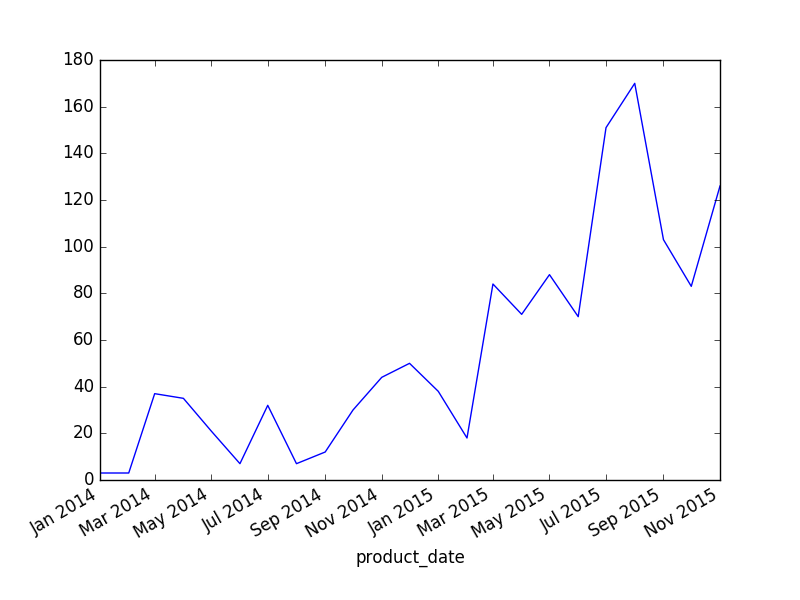 180
160
140
120
100
80
60
40
20
0
Jan 2014
Mar 2014
May 2014
Jul 2014
Sep 2014
Nov 2014
Jan 2015
Mar 2015
May 2015
Jul 2015
Sep 2015
Nov 2015
product_date